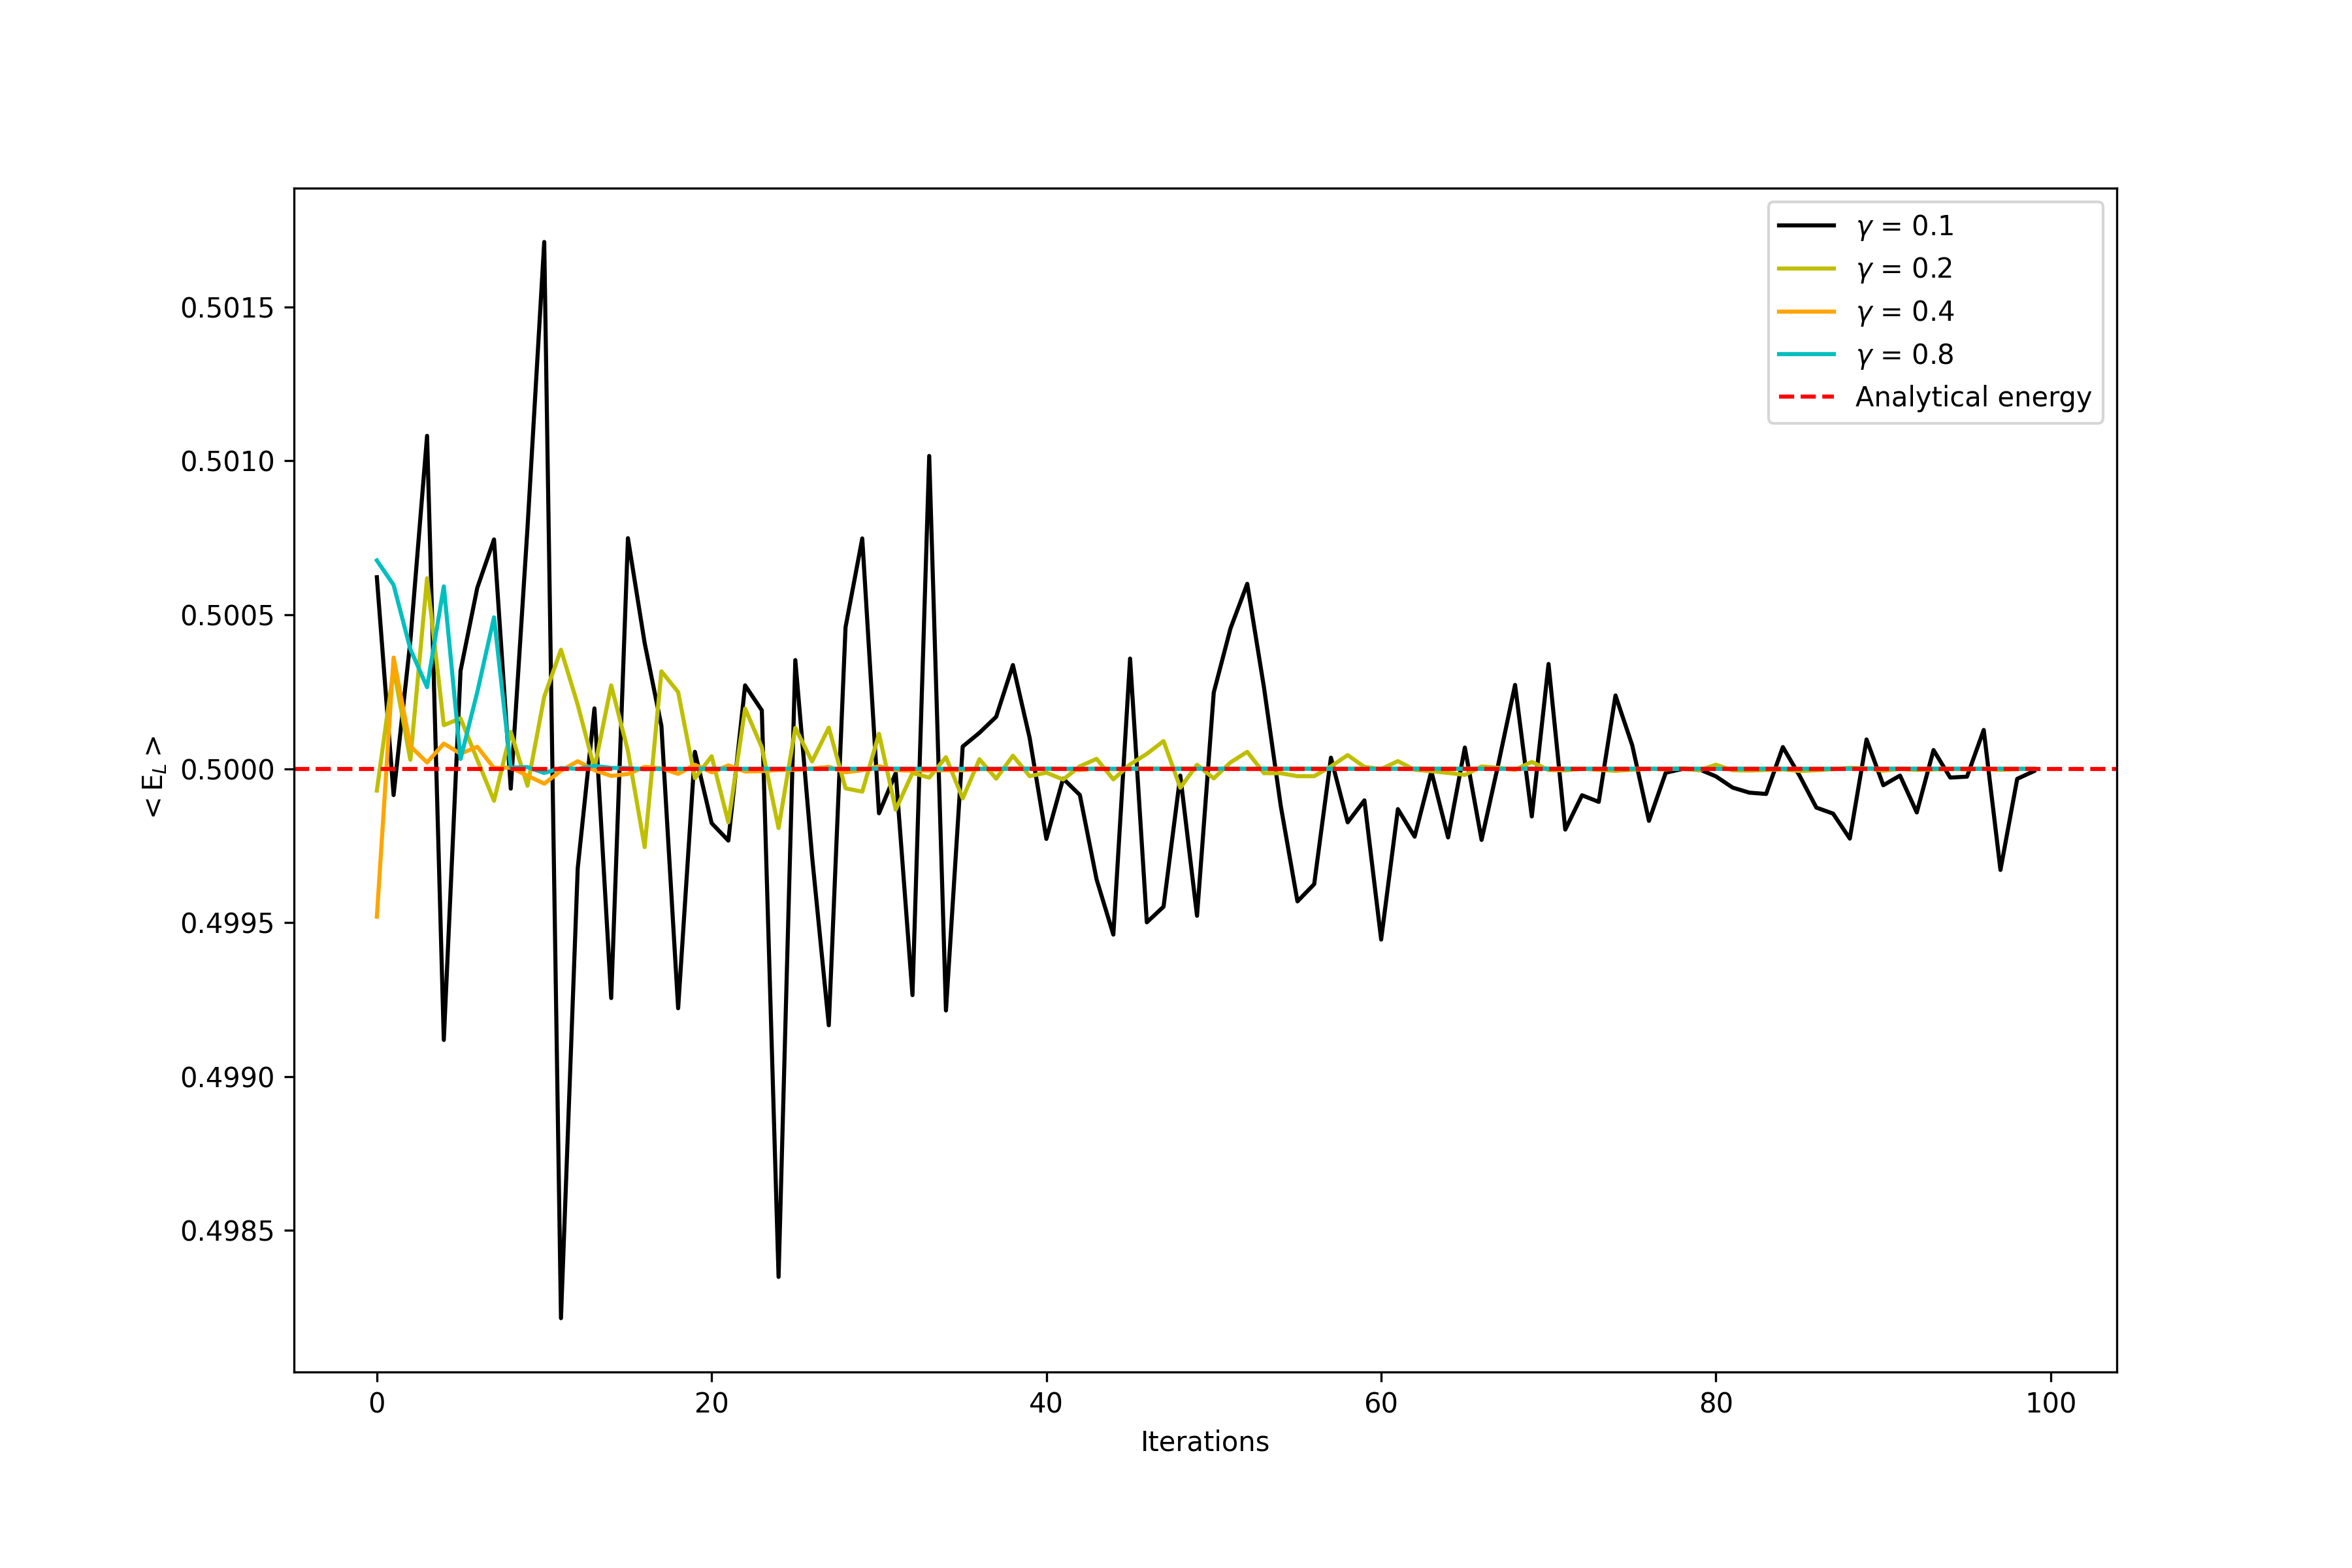 γ = 0.1
γ = 0.2
γ = 0.4
γ = 0.8
Analytical energy
0.5015
0.5010
0.5005
0.5000
0.4995
0.4990
0.4985
< E_L >
0 20 40 60 80 100
Iterations